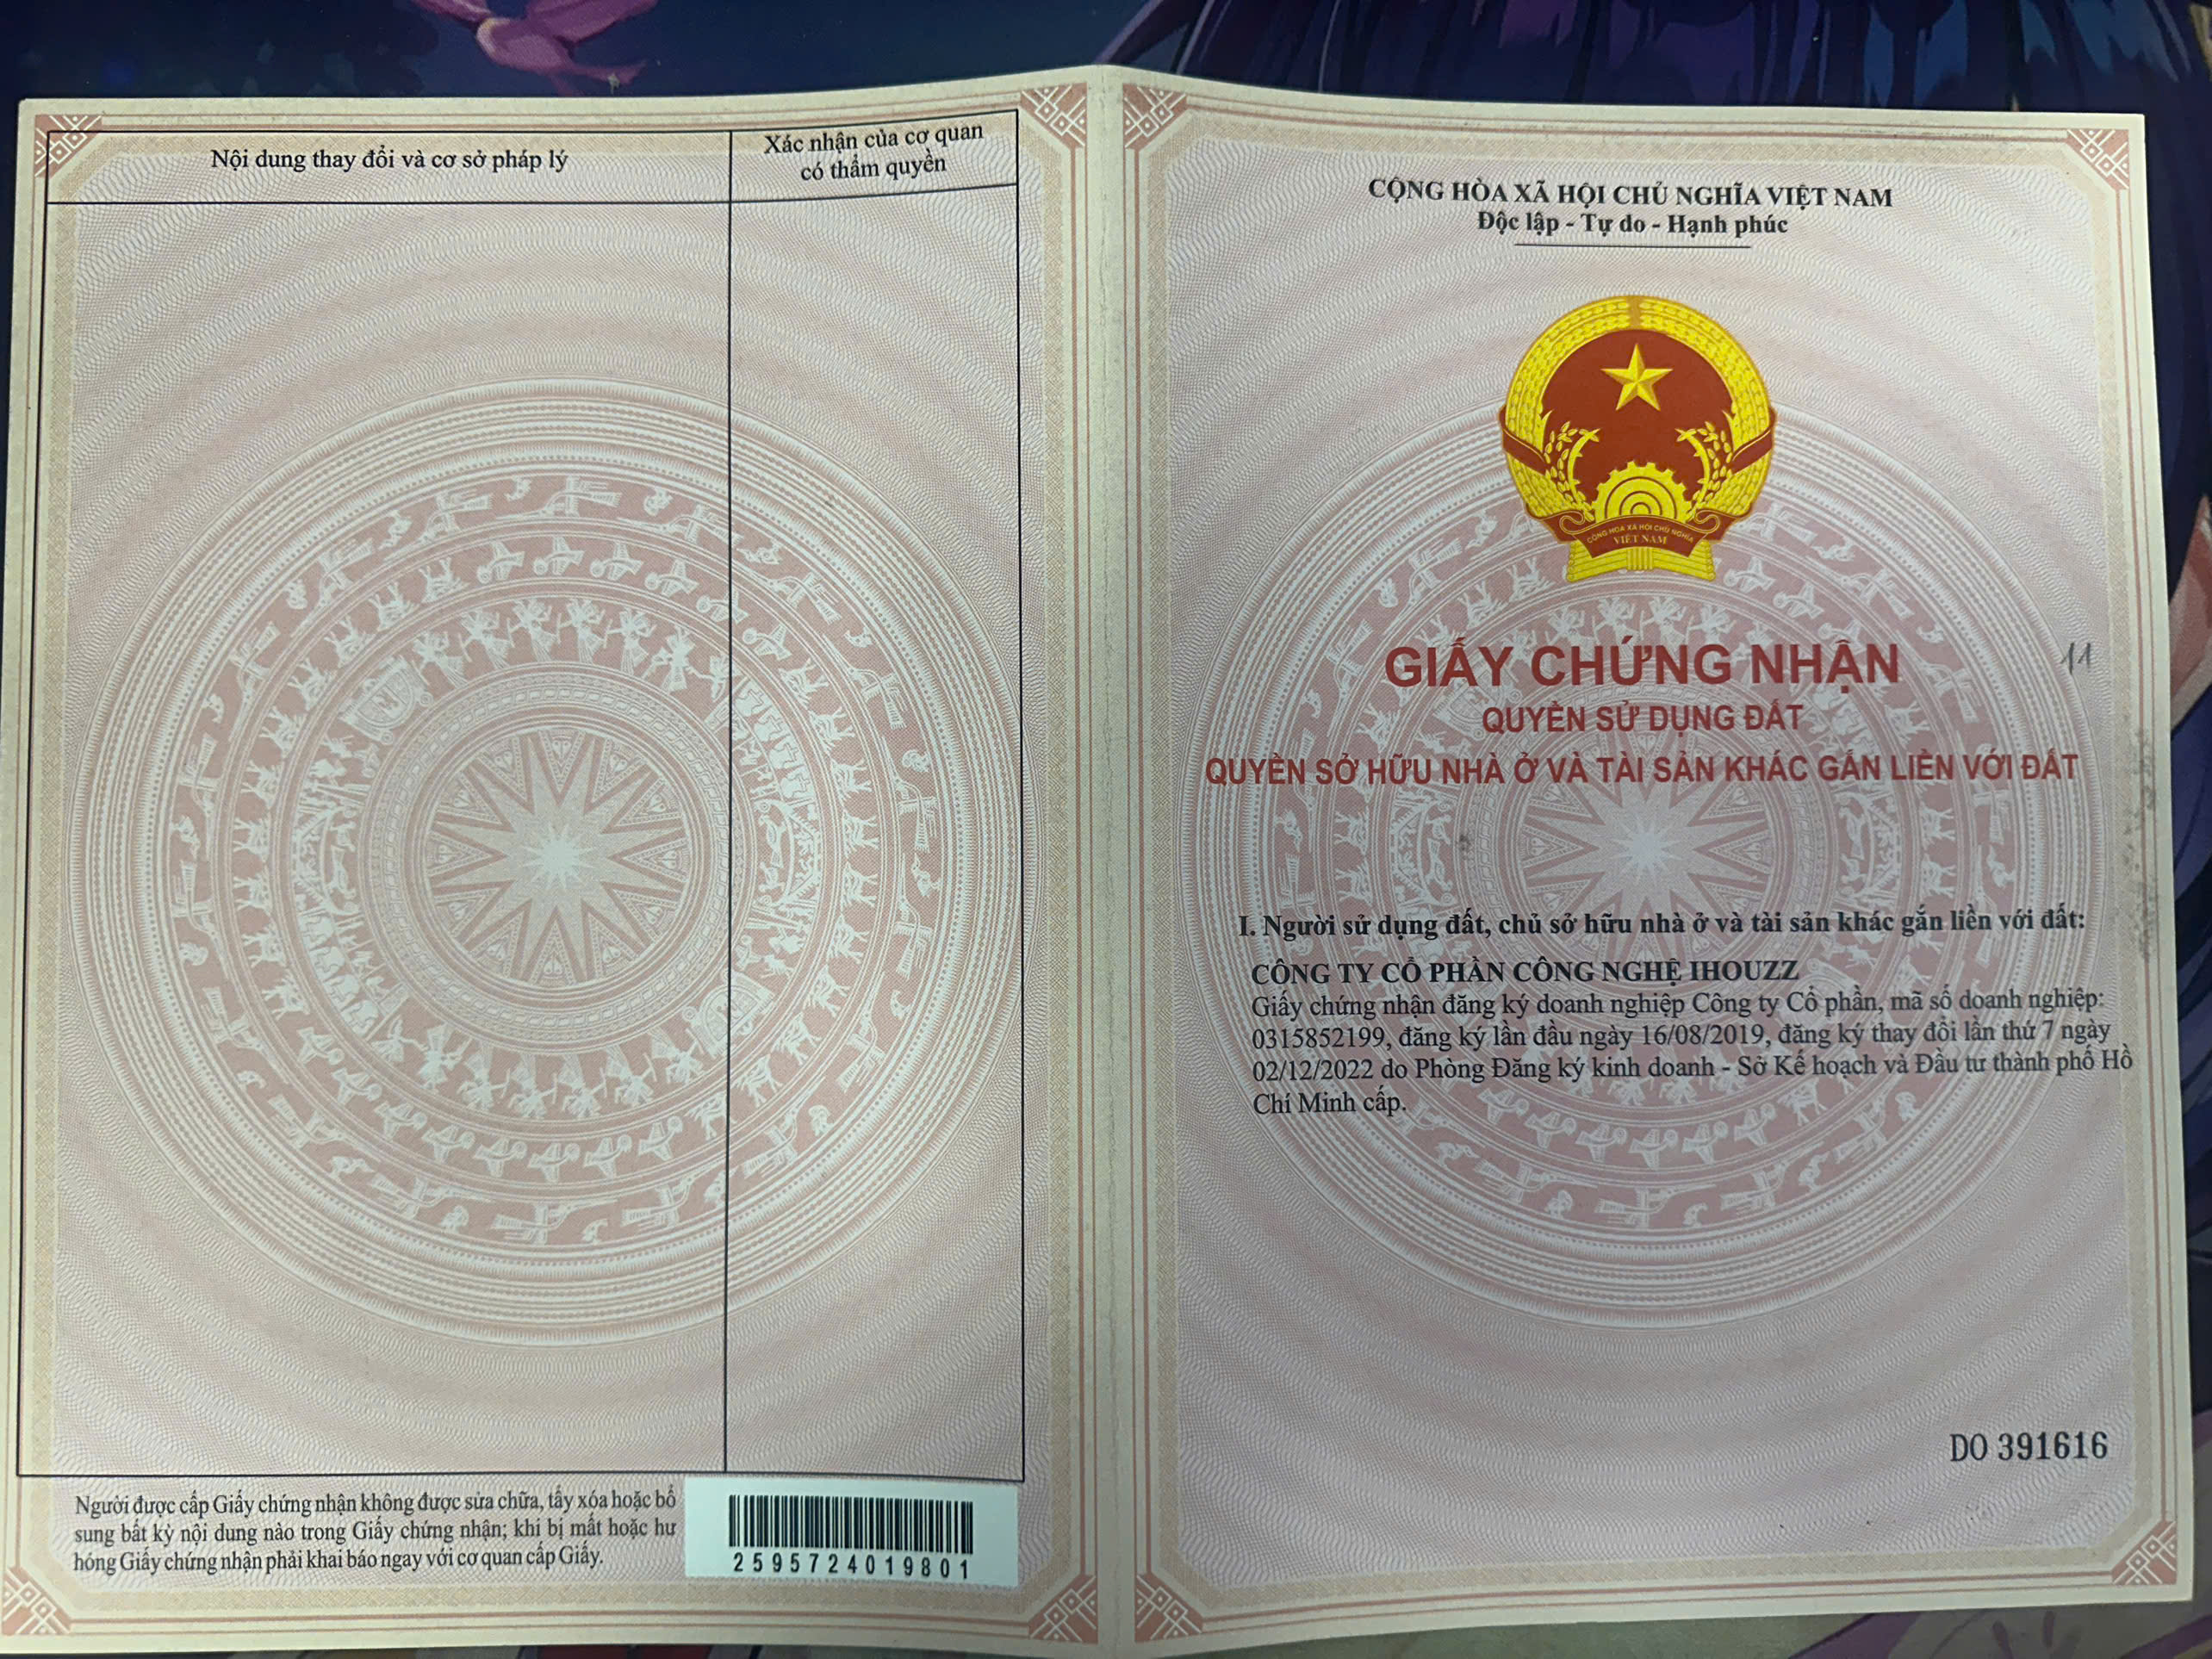 Nội dung thay đổi và cơ sở pháp lý
Xác nhận của cơ quan
có thẩm quyền
Người được cấp Giấy chứng nhận không được sửa chữa, tẩy xóa hoặc bổ
sung bất kỳ nội dung nào trong Giấy chứng nhận; khi bị mất hoặc hư
hỏng Giấy chứng nhận phải khai báo ngay với cơ quan cấp Giấy.
2595724019801
CỘNG HÒA XÃ HỘI CHỦ NGHĨA VIỆT NAM
Độc lập - Tự do - Hạnh phúc
CỘNG HÒA XÃ HỘI CHỦ NGHĨA
VIỆT NAM
GIẤY CHỨNG NHẬN
11
QUYỀN SỬ DỤNG ĐẤT
QUYỀN SỞ HỮU NHÀ Ở VÀ TÀI SẢN KHÁC GẮN LIỀN VỚI ĐẤT
I. Người sử dụng đất, chủ sở hữu nhà ở và tài sản khác gắn liền với đất:
CÔNG TY CỔ PHẦN CÔNG NGHỆ IHOUZZ
Giấy chứng nhận đăng ký doanh nghiệp Công ty Cổ phần, mã số doanh nghiệp:
0315852199, đăng ký lần đầu ngày 16/08/2019, đăng ký thay đổi lần thứ 7 ngày
02/12/2022 do Phòng Đăng ký kinh doanh - Sở Kế hoạch và Đầu tư thành phố Hồ
Chí Minh cấp.
DO 391616